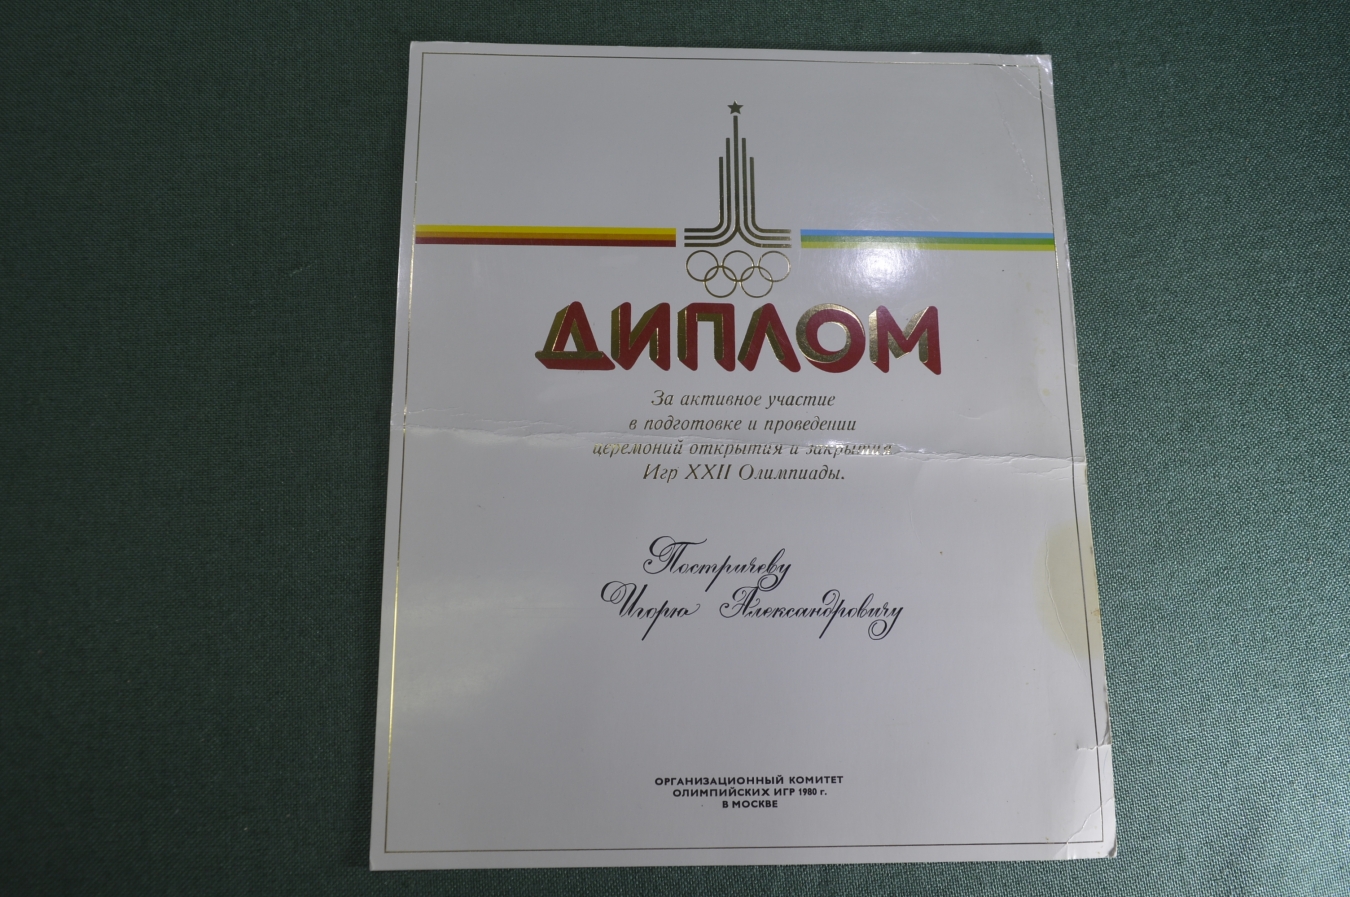 ДИПЛОМ
За активное участие
в подготовке и проведении
церемоний открытия и закрытия
Игр XXII Олимпиады.
Постричеву
Игорю Александровичу
ОРГАНИЗАЦИОННЫЙ КОМИТЕТ
ОЛИМПИЙСКИХ ИГР 1980 г.
В МОСКВЕ